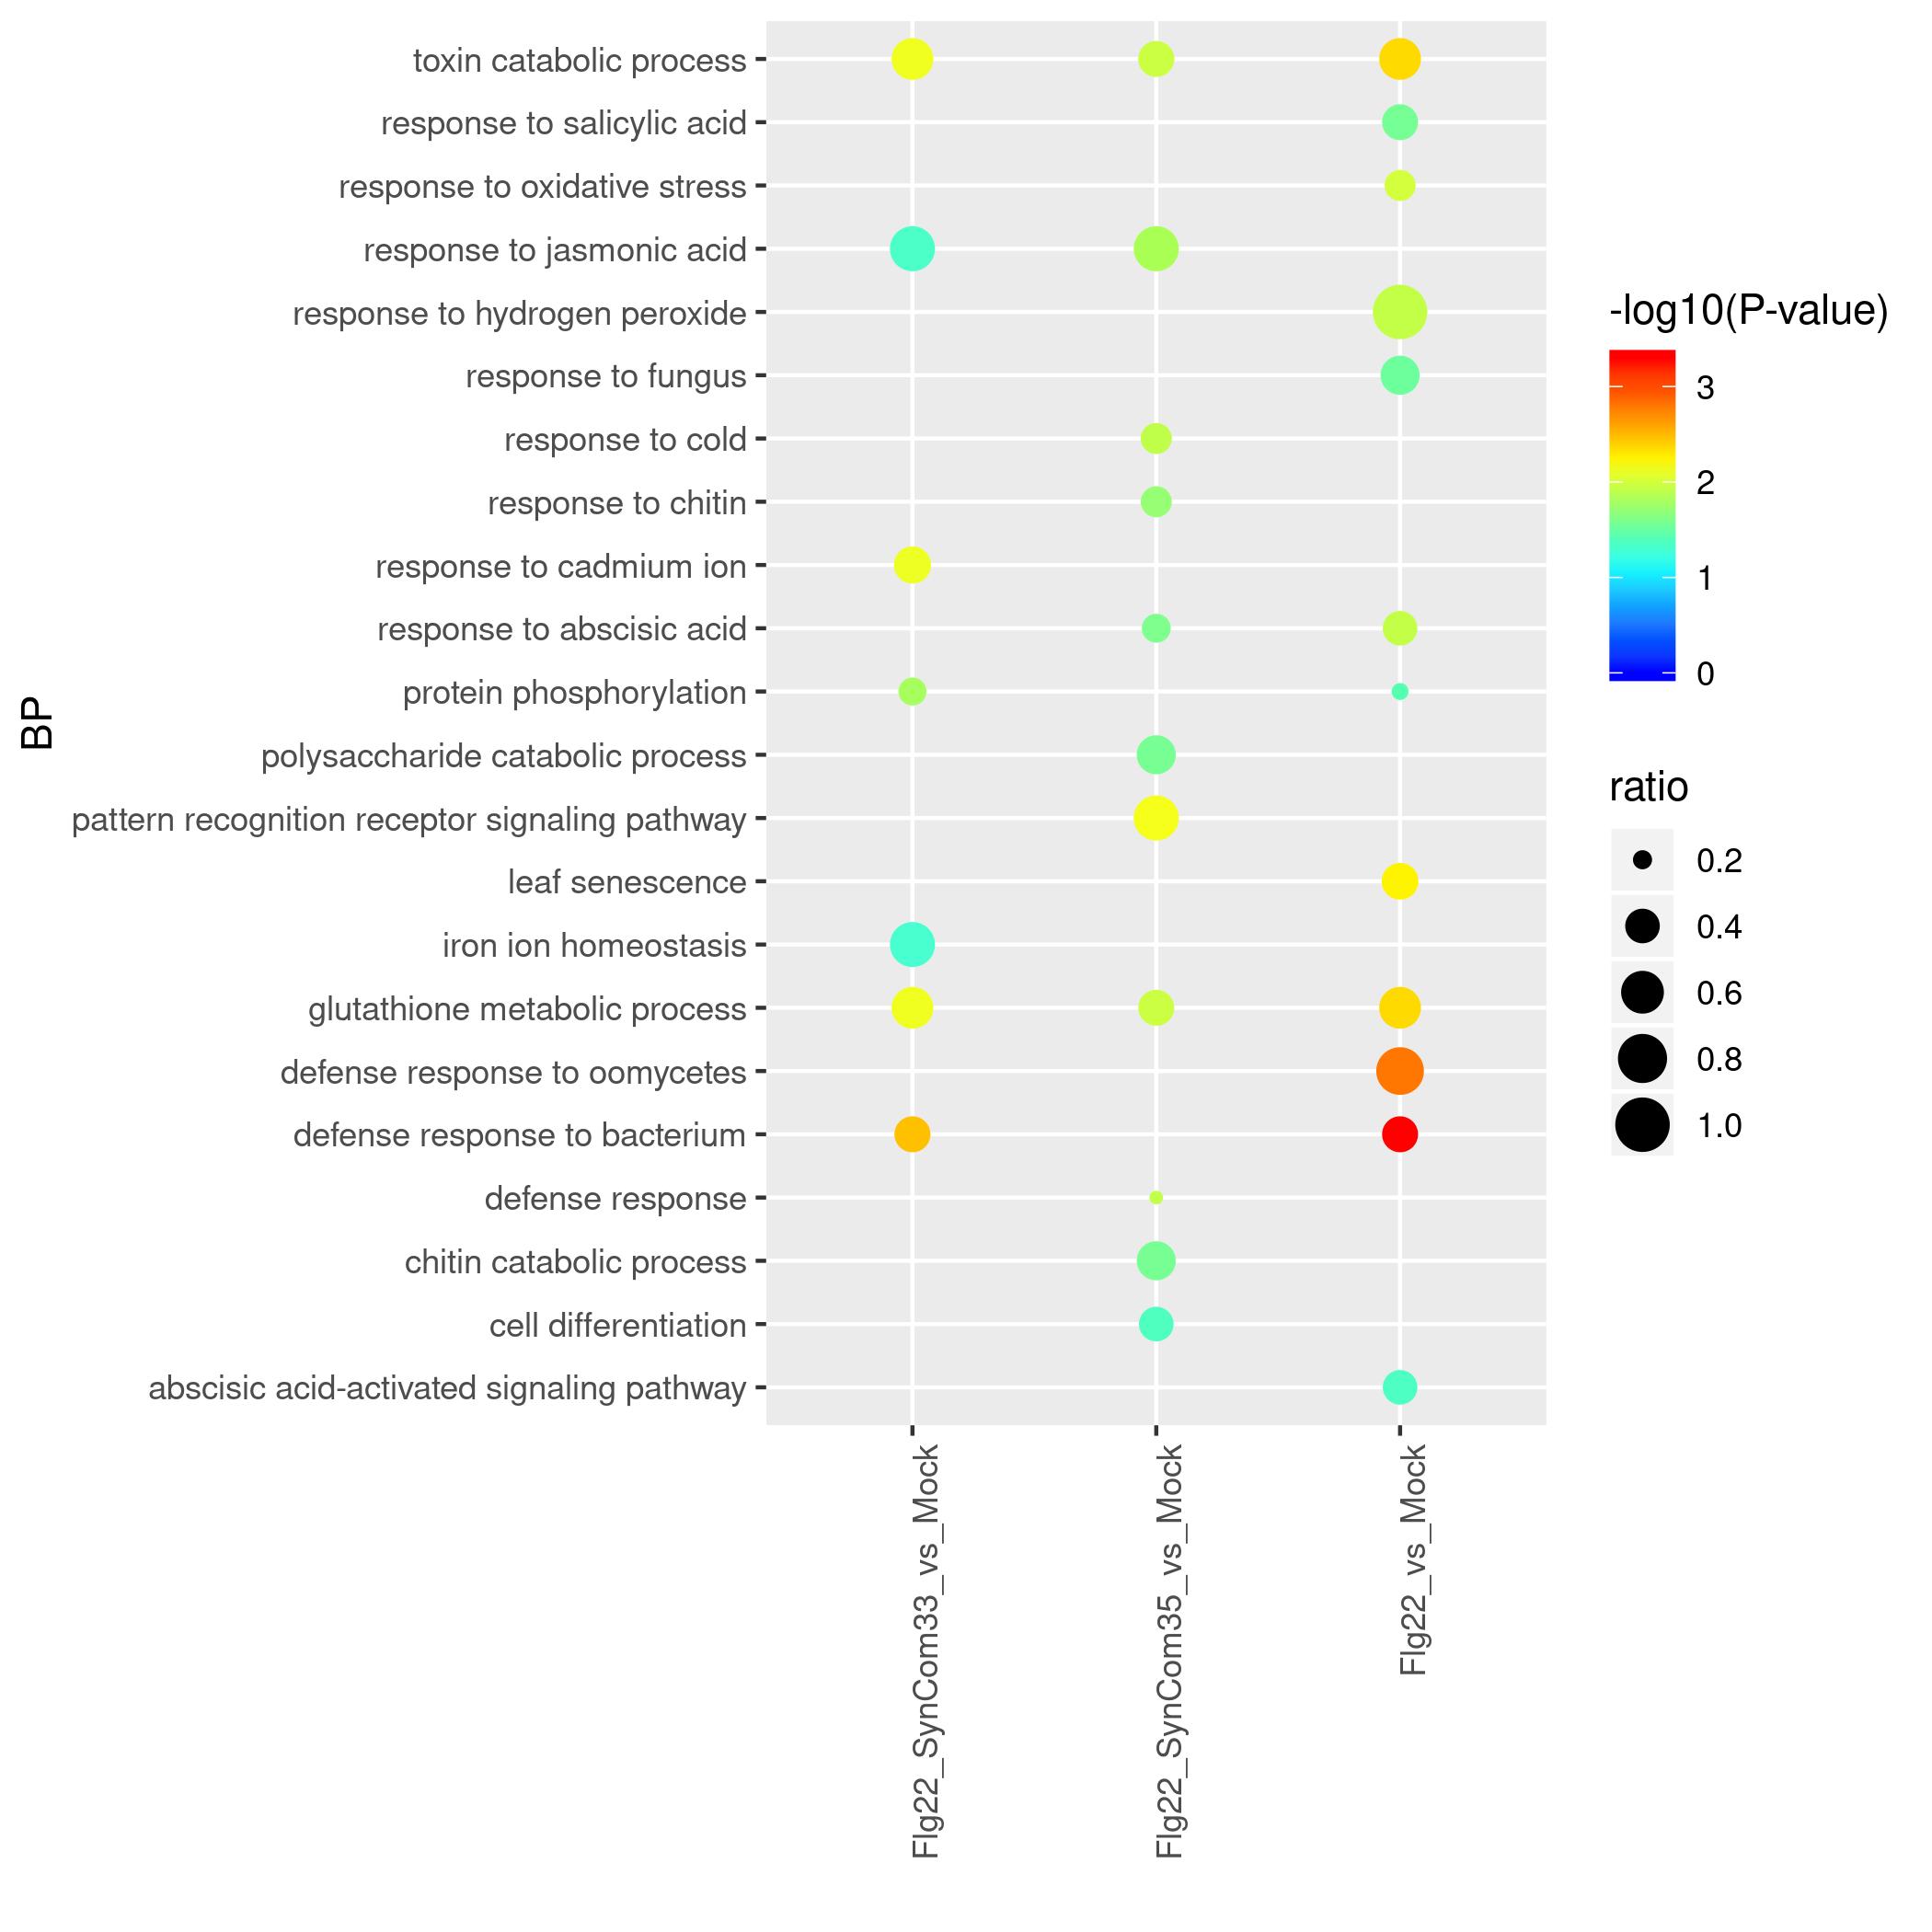 toxin catabolic process
response to salicylic acid
response to oxidative stress
response to jasmonic acid
response to hydrogen peroxide
response to fungus
response to cold
response to chitin
response to cadmium ion
response to abscisic acid
protein phosphorylation
polysaccharide catabolic process
pattern recognition receptor signaling pathway
leaf senescence
iron ion homeostasis
glutathione metabolic process
defense response to oomycetes
defense response to bacterium
defense response
chitin catabolic process
cell differentiation
abscisic acid-activated signaling pathway
BP
Flg22_SynCom33_vs_Mock
Flg22_SynCom35_vs_Mock
Flg22_vs_Mock
-log10(P-value)
3
2
1
0
ratio
0.2
0.4
0.6
0.8
1.0